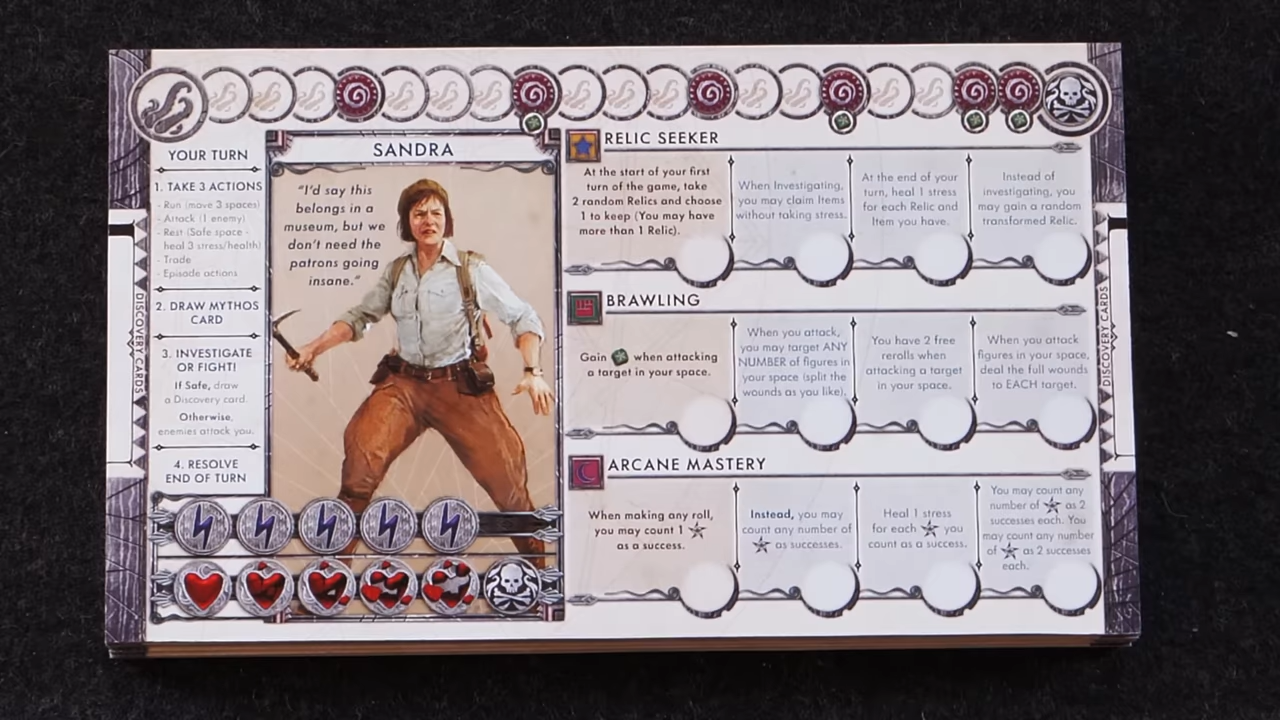 YOUR TURN
1. TAKE 3 ACTIONS
- Run (move 3 spaces)
- Attack (1 enemy)
- Rest (Safe space -
heal 3 stress/health)
- Trade
- Episode actions
2. DRAW MYTHOS
CARD
3. INVESTIGATE
OR FIGHT!
If Safe, draw
a Discovery card.
Otherwise,
enemies attack you.
4. RESOLVE
END OF TURN
DISCOVERY CARDS
SANDRA
"I'd say this
belongs in a
museum, but we
don't need the
patrons going
insane."
RELIC SEEKER
At the start of your first
turn of the game, take
2 random Relics and choose
1 to keep (You may have
more than 1 Relic).
When Investigating,
you may claim Items
without taking stress.
At the end of your
turn, heal 1 stress
for each Relic and
Item you have.
Instead of
investigating, you
may gain a random
transformed Relic.
BRAWLING
Gain when attacking
a target in your space.
When you attack,
you may target ANY
NUMBER of figures in
your space (split the
wounds as you like).
You have 2 free
rerolls when
attacking a target
in your space.
When you attack
figures in your space,
deal the full wounds
to EACH target.
ARCANE MASTERY
When making any roll,
you may count 1
as a success.
Instead, you may
count any number of
as successes.
Heal 1 stress
for each you
count as a success.
You may count any
number of as 2
successes each. You
may count any number
of as 2 successes
each.
DISCOVERY CARDS